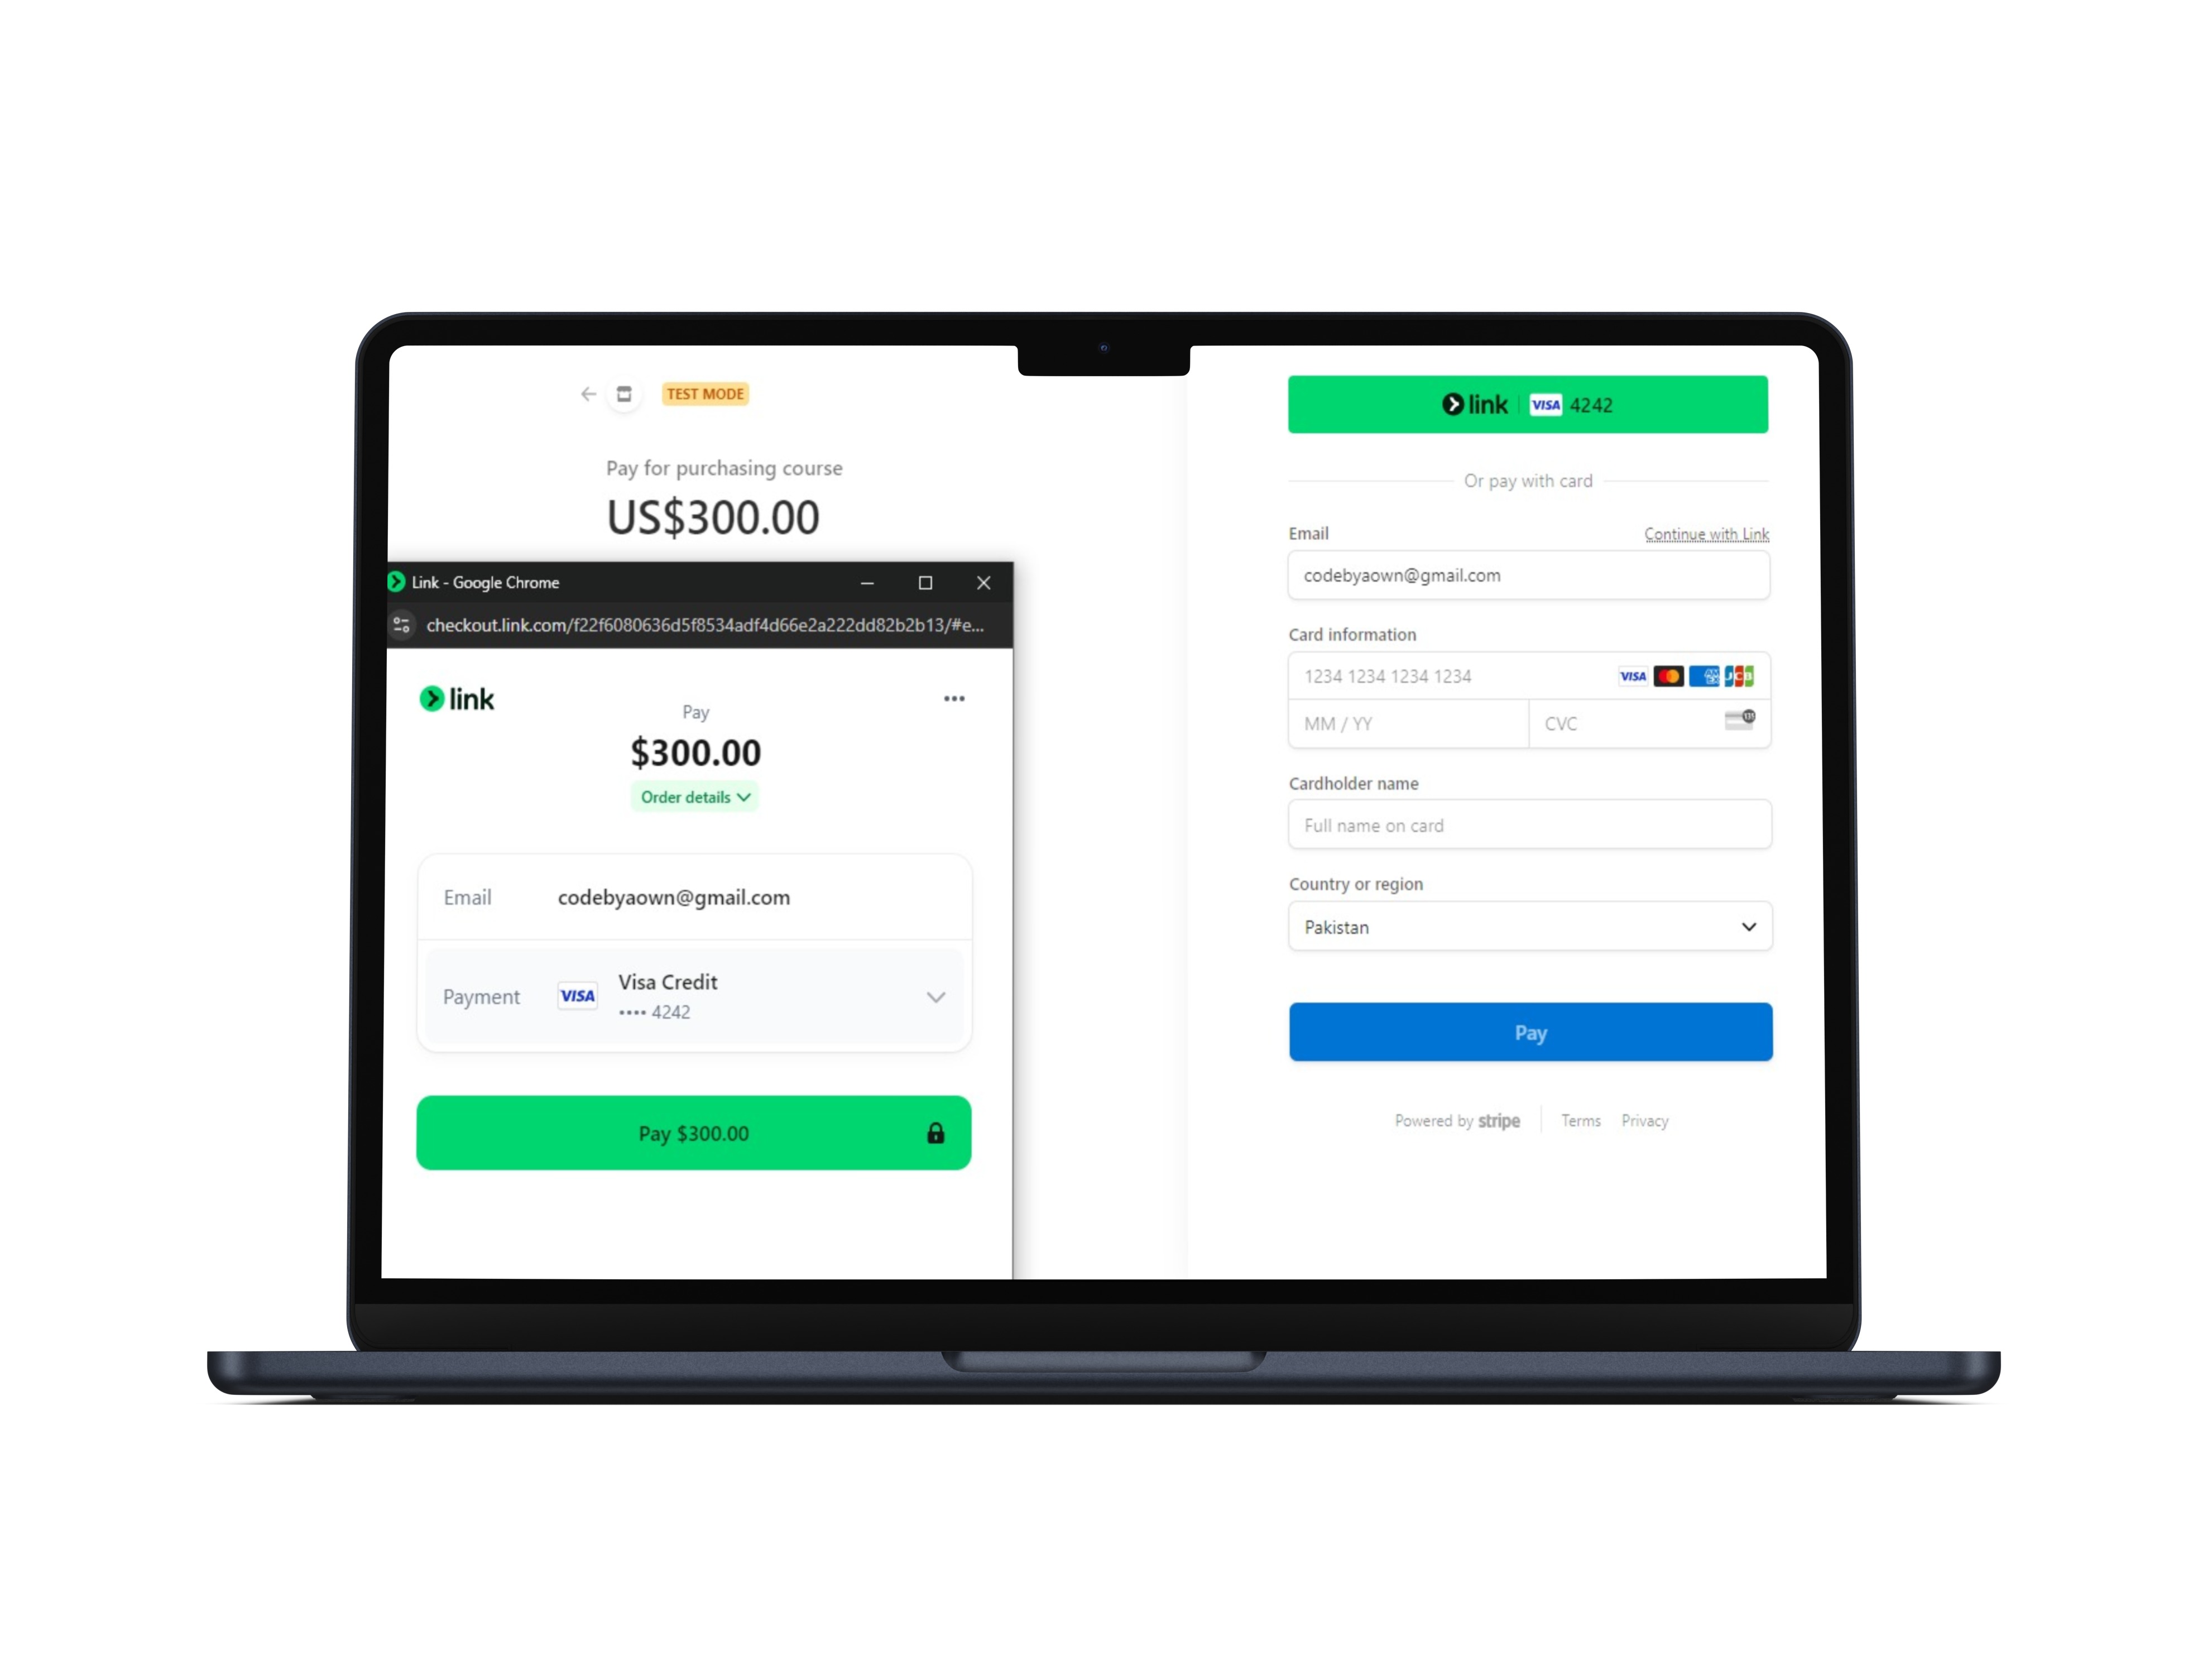 TEST MODE
Pay for purchasing course
US$300.00
Link - Google Chrome
checkout.link.com/f22f6080636d5f8534adf4d66e2a222dd82b2b13/#e...
link
Pay
$300.00
Order details
Email codebyaown@gmail.com
Payment VISA Visa Credit
•••• 4242
Pay $300.00
link VISA 4242
Or pay with card
Email Continue with Link
codebyaown@gmail.com
Card information
1234 1234 1234 1234 VISA AMEX JCB
MM / YY CVC
Cardholder name
Full name on card
Country or region
Pakistan
Pay
Powered by stripe Terms Privacy